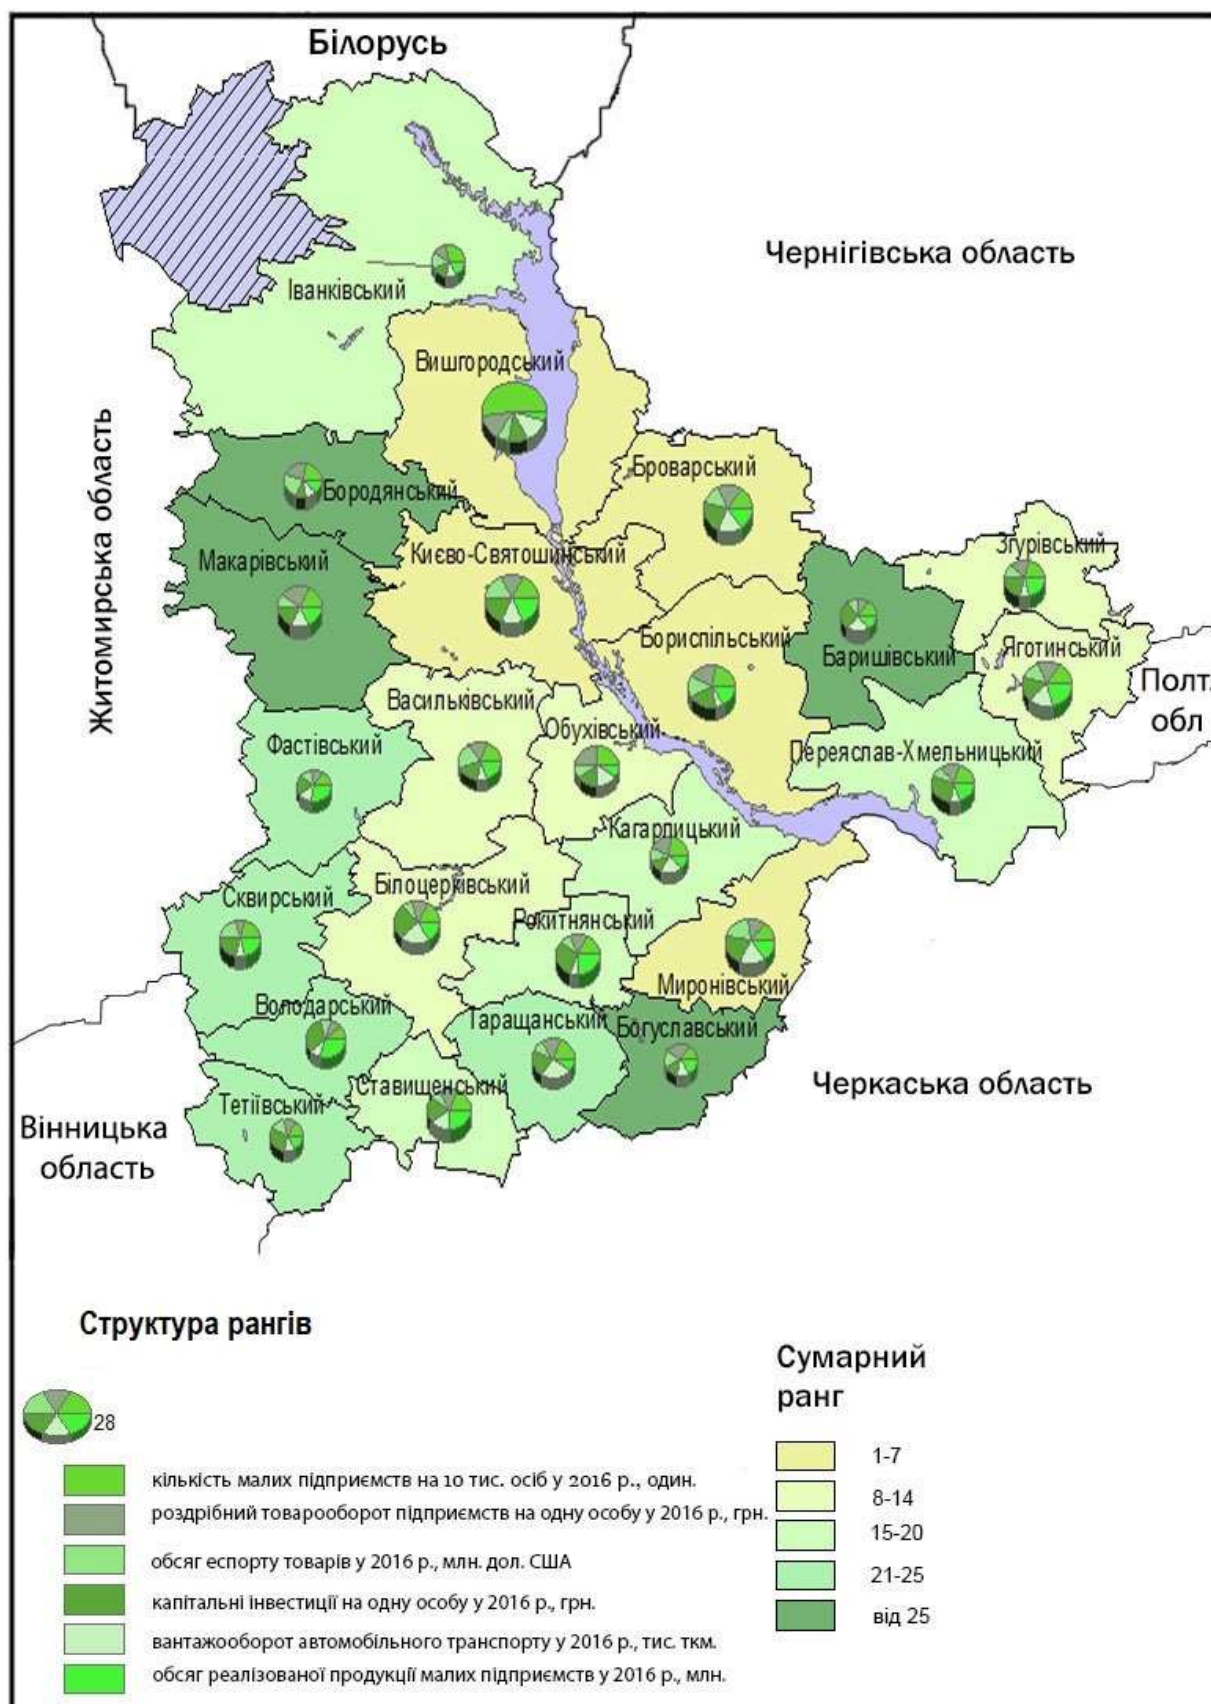 Білорусь
Чернігівська область
Іванківський
Вишгородський
Житомирська область
Броварський
Бородянський
Макарівський
Києво-Святошинський
Згурівський
Бориспільський
Баришівський
Яготинський
Полт.
обл
Васильківський
Обухівський
Фастівський
Переяслав-Хмельницький
Кагарлицький
Білоцерківський
Сквирський
Рокитнянський
Миронівський
Володарський
Таращанський
Богуславський
Ставищенський
Тетіївський
Черкаська область
Вінницька
область
Структура рангів
28
кількість малих підприємств на 10 тис. осіб у 2016 р., один.
роздрібний товарооборот підприємств на одну особу у 2016 р., грн.
обсяг еспорту товарів у 2016 р., млн. дол. США
капітальні інвестиції на одну особу у 2016 р., грн.
вантажооборот автомобільного транспорту у 2016 р., тис. ткм.
обсяг реалізованої продукції малих підприємств у 2016 р., млн.
Сумарний
ранг
1-7
8-14
15-20
21-25
від 25